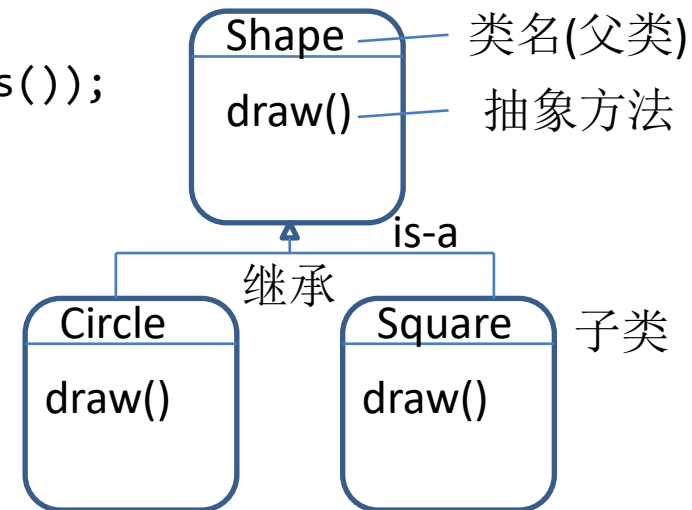 Shape 类名(父类)
s());
draw() 抽象方法
is-a
继承
Circle Square 子类
draw() draw()